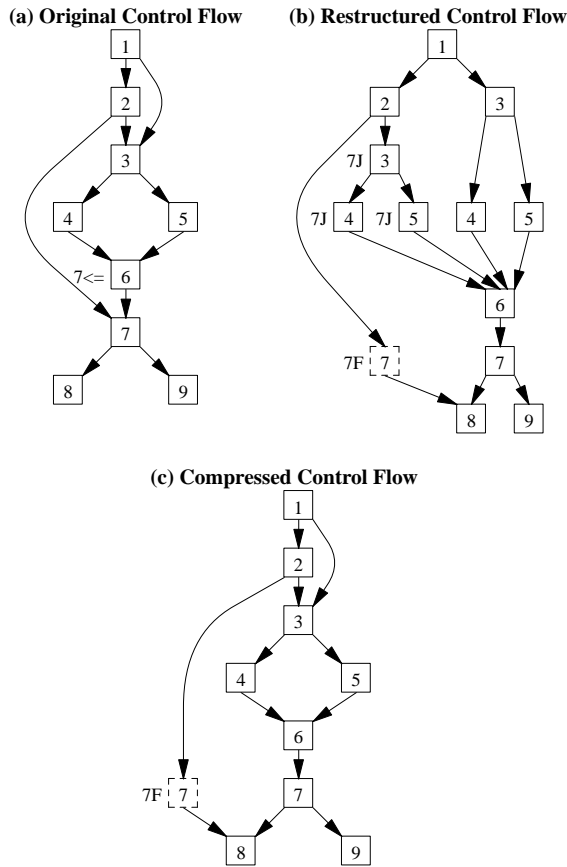 (a) Original Control Flow
1
2
3
4 5
7<= 6
7
8 9
(b) Restructured Control Flow
1
2 3
7J 3
7J 4 7J 5 4 5
6
7F 7 7
8 9
(c) Compressed Control Flow
1
2
3
4 5
6
7F 7 7
8 9